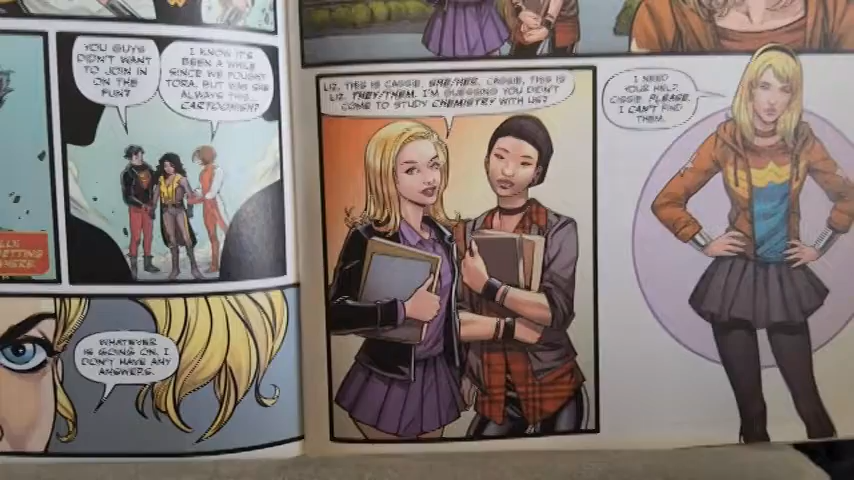 YOU GUYS
DIDN'T WANT
TO JOIN IN
ON THE
FUN?
I KNOW IT'S
BEEN A WHILE
SINCE WE FOUGHT
TORA, BUT WAS SHE
ALWAYS THIS...
CARTOONISH?
WHATEVER
IS GOING ON, I
DON'T HAVE ANY
ANSWERS.
LIZ, THIS IS CASSIE, SHE/HER. CASSIE, THIS IS
LIZ, THEY/THEM. I'M GUESSING YOU DIDN'T
COME TO STUDY CHEMISTRY WITH US?
I NEED
YOUR HELP,
CISSIE. PLEASE.
I CAN'T FIND
THEM.